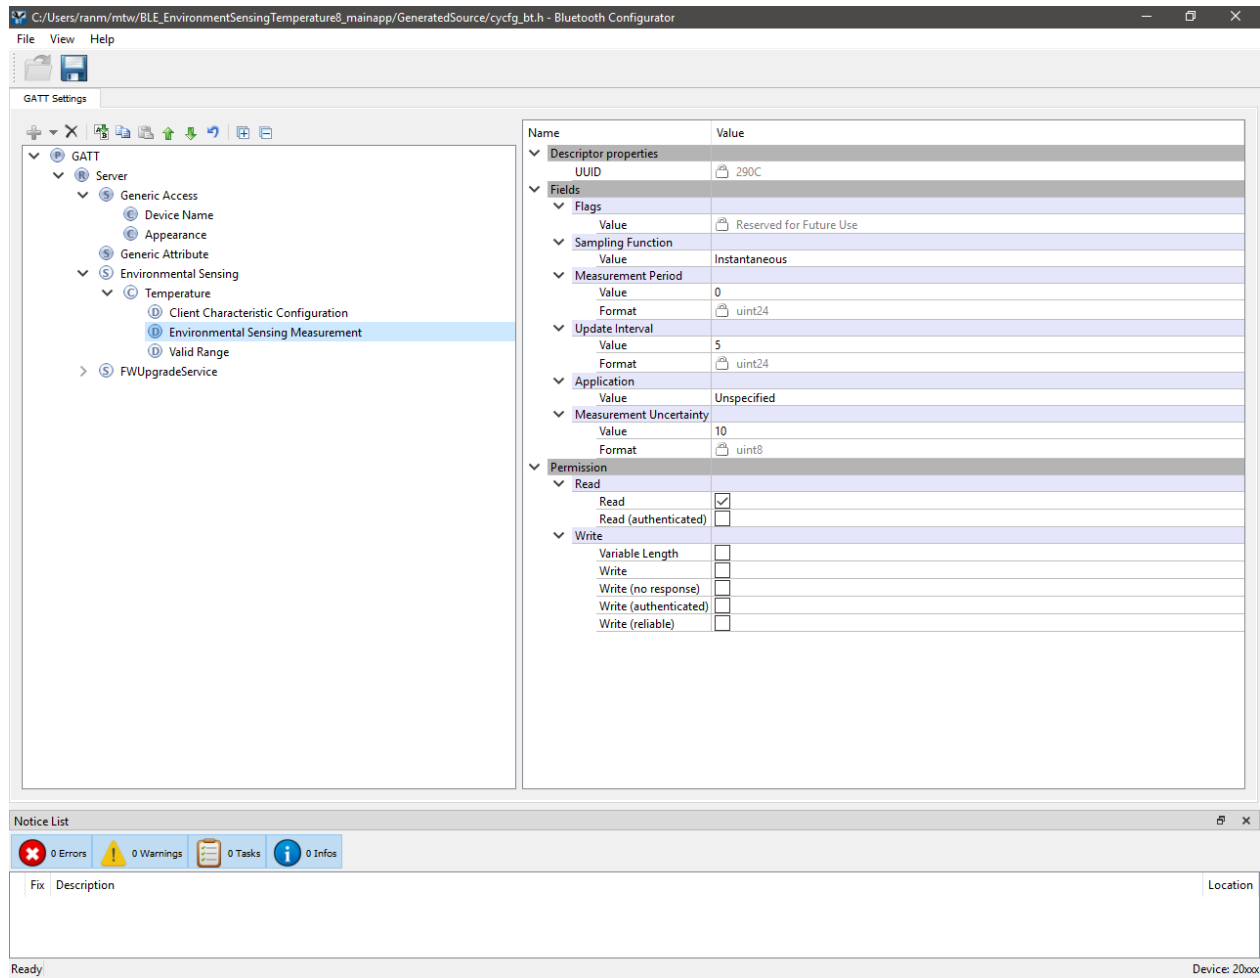 C:/Users/ranm/mtw/BLE_EnvironmentSensingTemperature8_mainapp/GeneratedSource/cycfg_bt.h - Bluetooth Configurator
File View Help
GATT Settings
GATT
Server
Generic Access
Device Name
Appearance
Generic Attribute
Environmental Sensing
Temperature
Client Characteristic Configuration
Environmental Sensing Measurement
Valid Range
FWUpgradeService
Name Value
Descriptor properties
UUID 290C
Fields
Flags
Value Reserved for Future Use
Sampling Function
Value Instantaneous
Measurement Period
Value 0
Format uint24
Update Interval
Value 5
Format uint24
Application
Value Unspecified
Measurement Uncertainty
Value 10
Format uint8
Permission
Read
Read
Read (authenticated)
Write
Variable Length
Write
Write (no response)
Write (authenticated)
Write (reliable)
Notice List
0 Errors 0 Warnings 0 Tasks 0 Infos
Fix Description Location
Ready Device: 20xxx